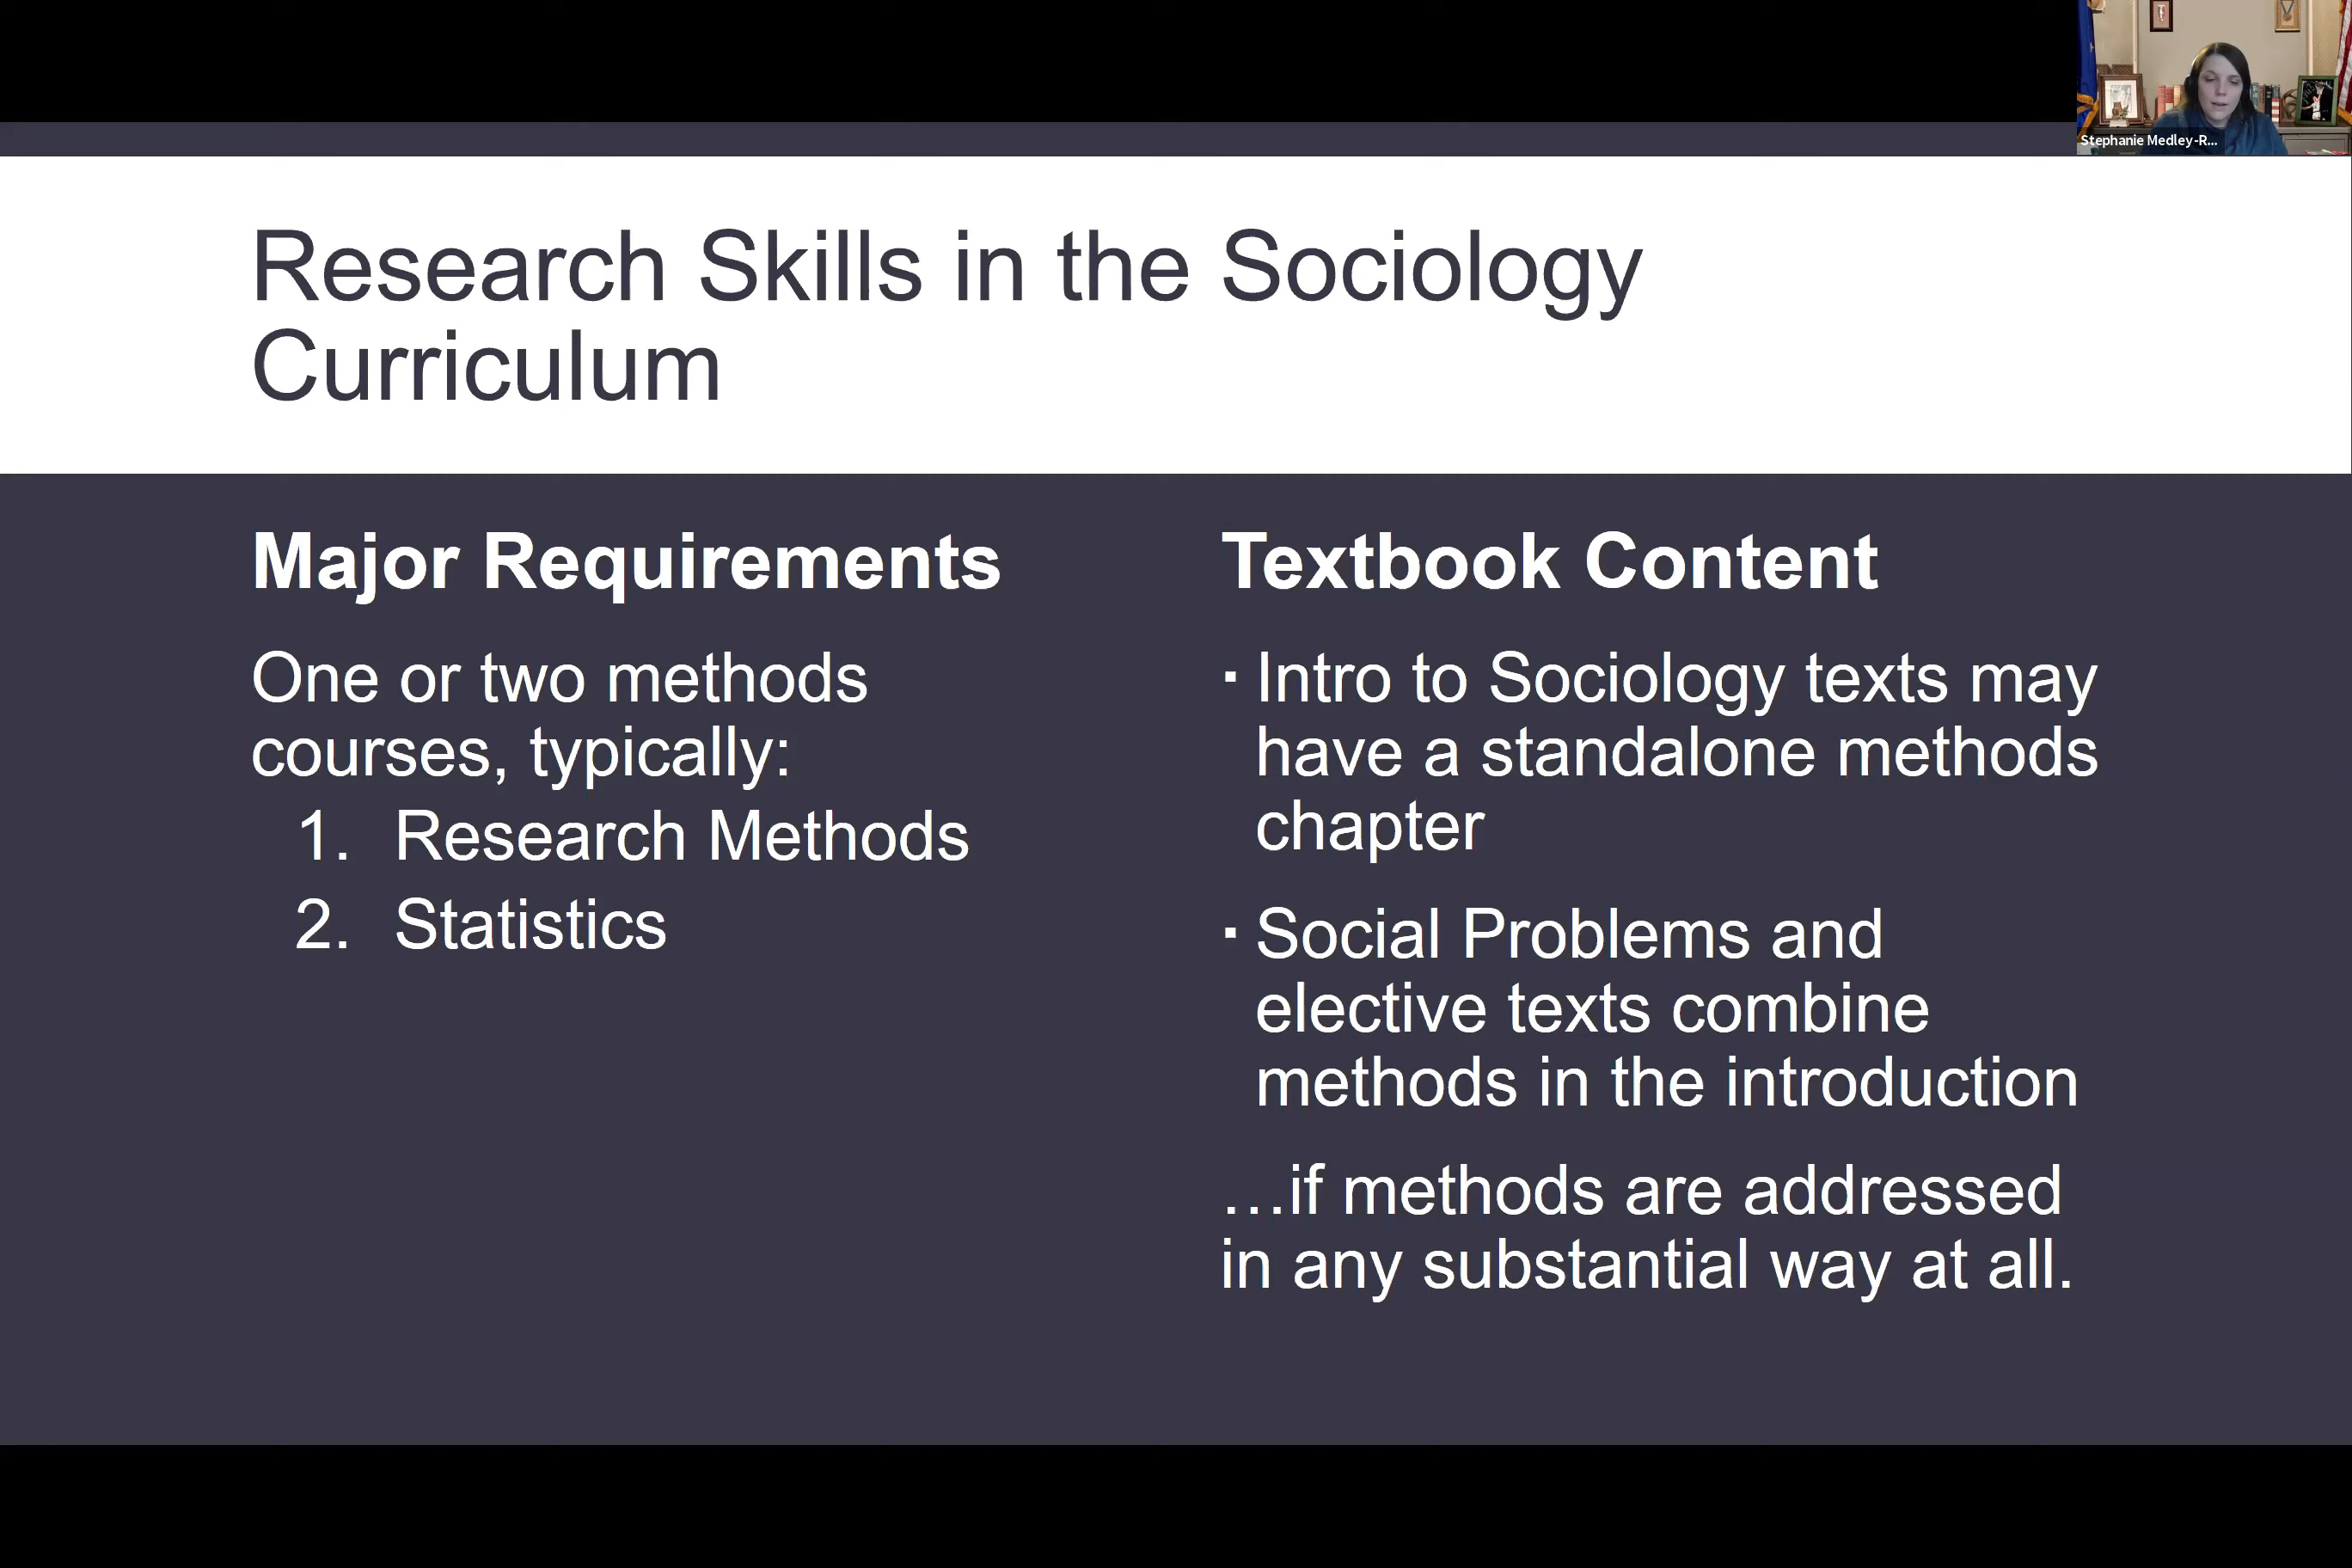 Stephanie Medley-R...
Research Skills in the Sociology
Curriculum
Major Requirements
One or two methods
courses, typically:
1. Research Methods
2. Statistics
Textbook Content
▪ Intro to Sociology texts may
have a standalone methods
chapter
▪ Social Problems and
elective texts combine
methods in the introduction
…if methods are addressed
in any substantial way at all.